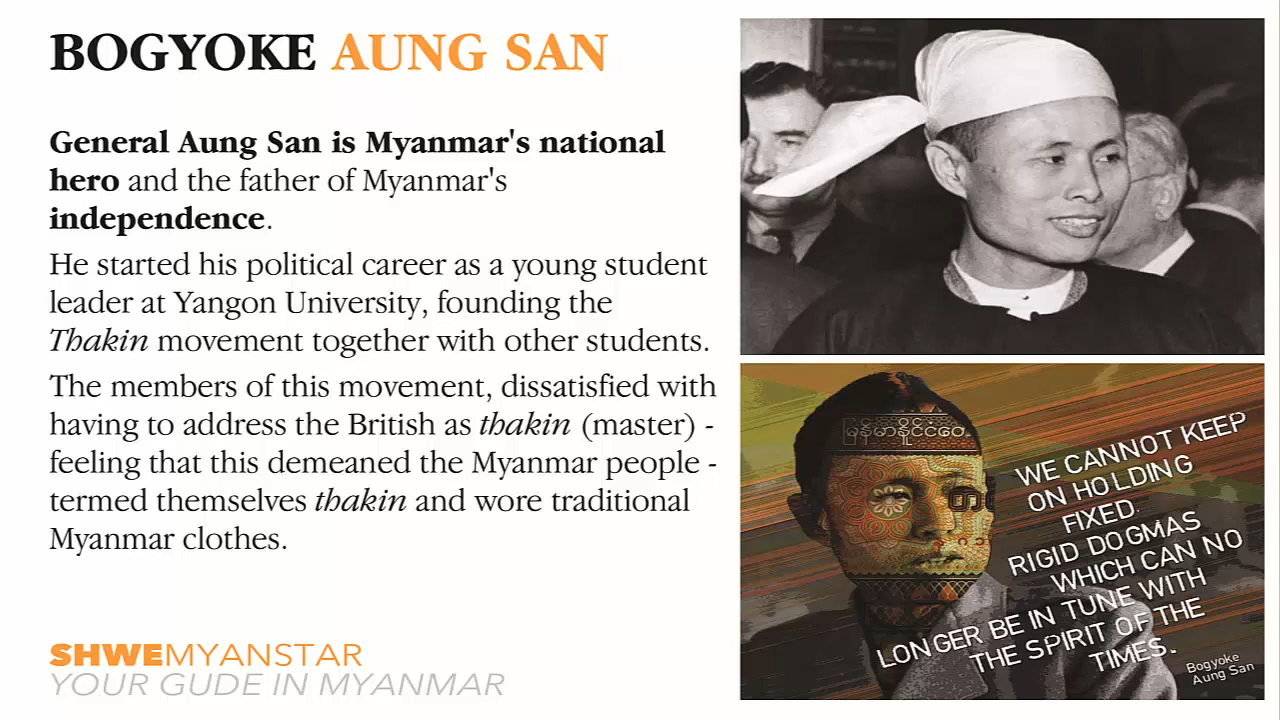 BOGYOKE AUNG SAN
General Aung San is Myanmar's national
hero and the father of Myanmar's
independence.
He started his political career as a young student
leader at Yangon University, founding the
Thakin movement together with other students.
The members of this movement, dissatisfied with
having to address the British as thakin (master) -
feeling that this demeaned the Myanmar people -
termed themselves thakin and wore traditional
Myanmar clothes.
SHWEMYANSTAR
YOUR GUDE IN MYANMAR
WE CANNOT KEEP
ON HOLDING
FIXED.
RIGID DOGMAS
WHICH CAN NO
LONGER BE IN TUNE WITH
THE SPIRIT OF THE
TIMES.
Bogyoke
Aung San